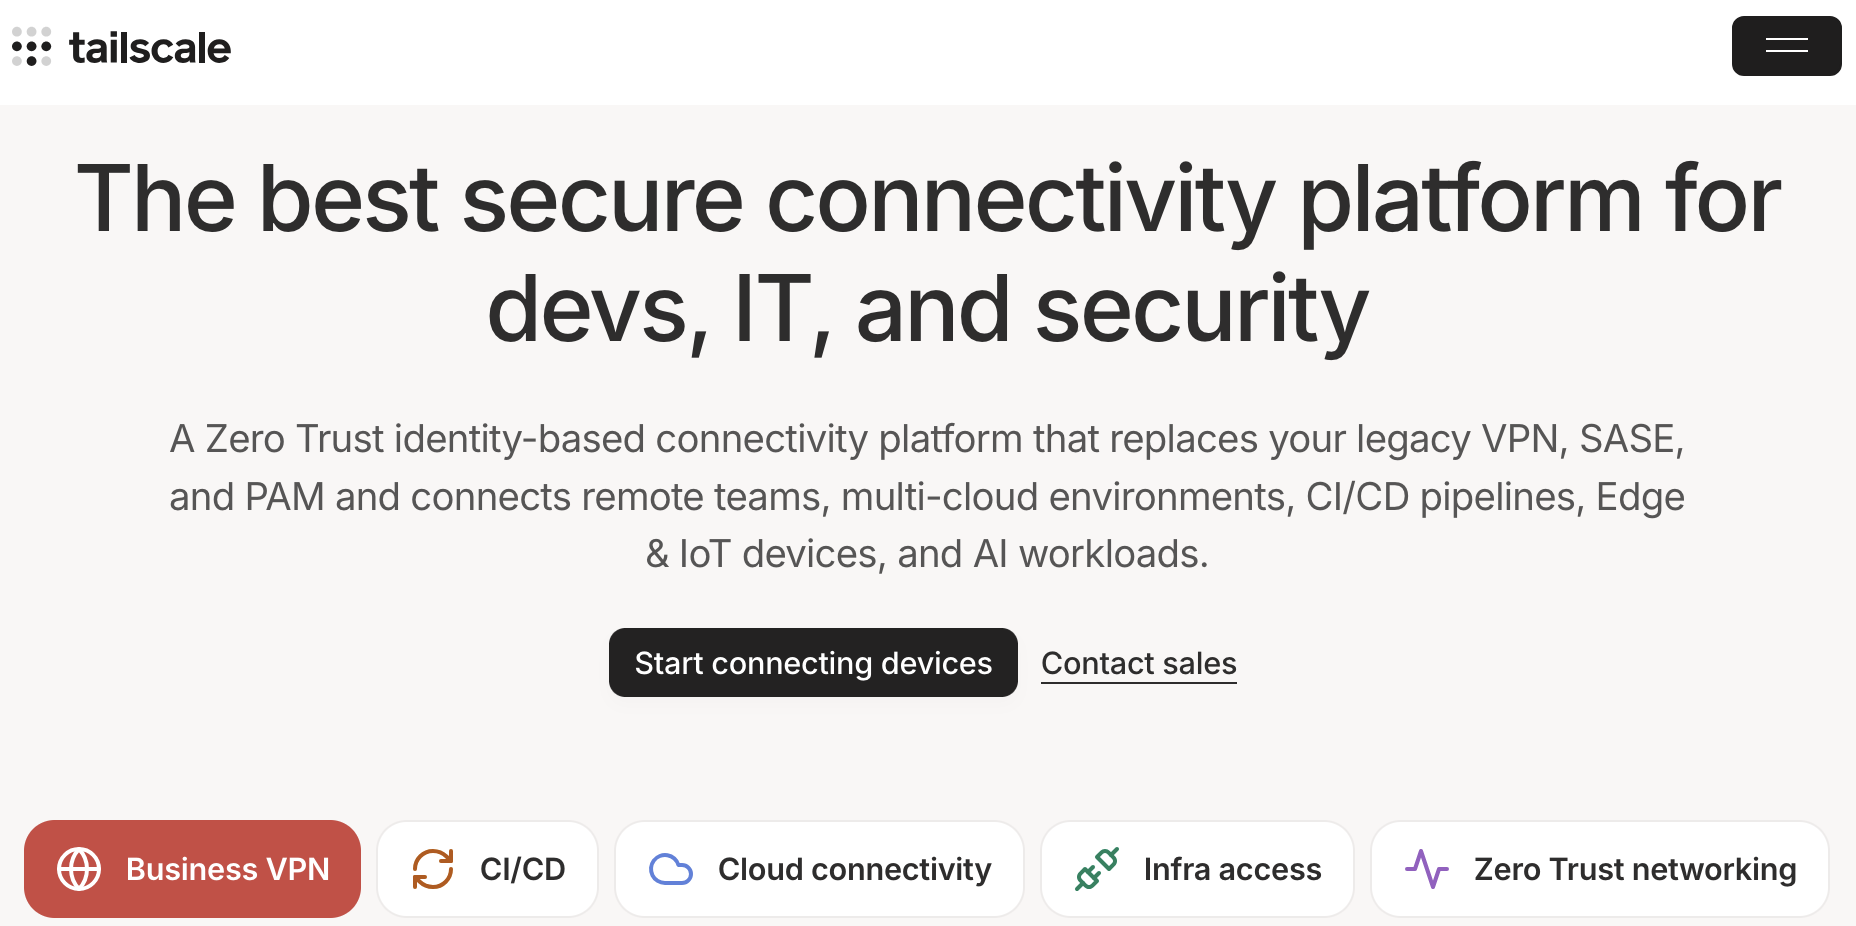 tailscale
The best secure connectivity platform for
devs, IT, and security
A Zero Trust identity-based connectivity platform that replaces your legacy VPN, SASE,
and PAM and connects remote teams, multi-cloud environments, CI/CD pipelines, Edge
& IoT devices, and AI workloads.
Start connecting devices
Contact sales
Business VPN
CI/CD
Cloud connectivity
Infra access
Zero Trust networking